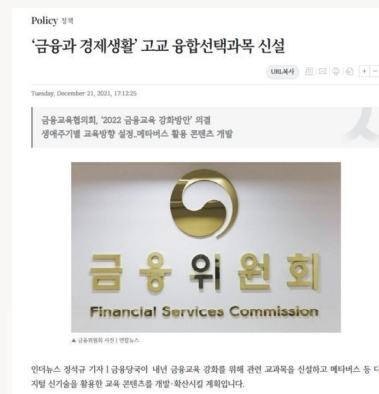 Policy 정책
‘금융과 경제생활’ 고교 융합선택과목 신설
URL복사
Tuesday, December 21, 2021, 17:12:25
금융교육협의회, ‘2022 금융교육 강화방안’ 의결
생애주기별 교육방향 설정..메타버스 활용 콘텐츠 개발
금융위원회
Financial Services Commission
▲ 금융위원회 사진 | 연합뉴스
인더뉴스 정석규 기자 | 금융당국이 내년 금융교육 강화를 위해 관련 교과목을 신설하고 메타버스 등 디
지털 신기술을 활용한 교육 콘텐츠를 개발·확산시킬 계획입니다.